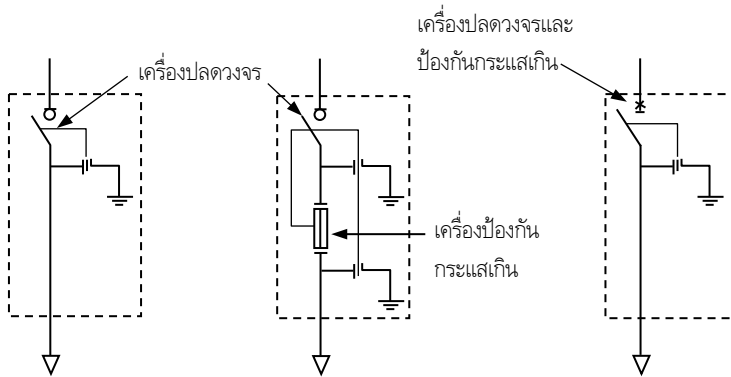 เครื่องปลดวงจรและ
ป้องกันกระแสเกิน
เครื่องปลดวงจร
เครื่องป้องกัน
กระแสเกิน